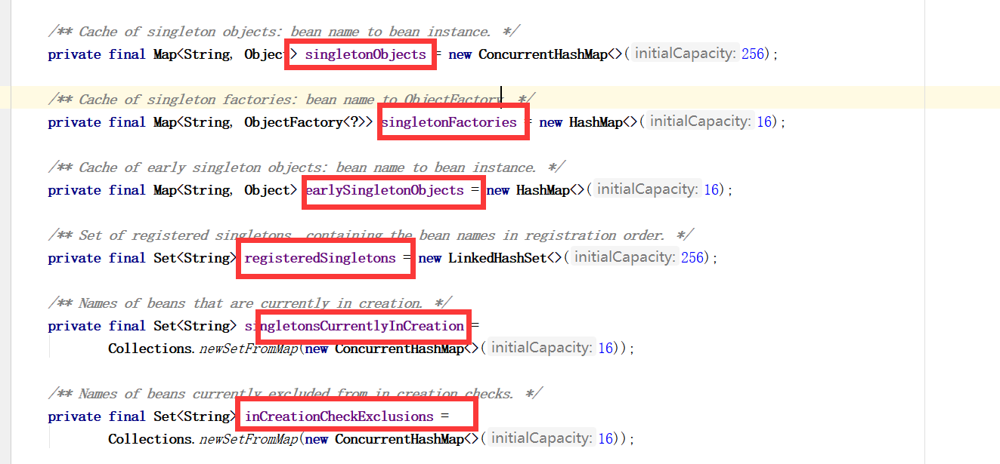 /** Cache of singleton objects: bean name to bean instance. */
private final Map<String, Object> singletonObjects = new ConcurrentHashMap<>( initialCapacity: 256);
/** Cache of singleton factories: bean name to ObjectFactory. */
private final Map<String, ObjectFactory<?>> singletonFactories = new HashMap<>( initialCapacity: 16);
/** Cache of early singleton objects: bean name to bean instance. */
private final Map<String, Object> earlySingletonObjects = new HashMap<>( initialCapacity: 16);
/** Set of registered singletons, containing the bean names in registration order. */
private final Set<String> registeredSingletons = new LinkedHashSet<>( initialCapacity: 256);
/** Names of beans that are currently in creation. */
private final Set<String> singletonsCurrentlyInCreation =
Collections.newSetFromMap(new ConcurrentHashMap<>( initialCapacity: 16));
/** Names of beans currently excluded from in creation checks. */
private final Set<String> inCreationCheckExclusions =
Collections.newSetFromMap(new ConcurrentHashMap<>( initialCapacity: 16));